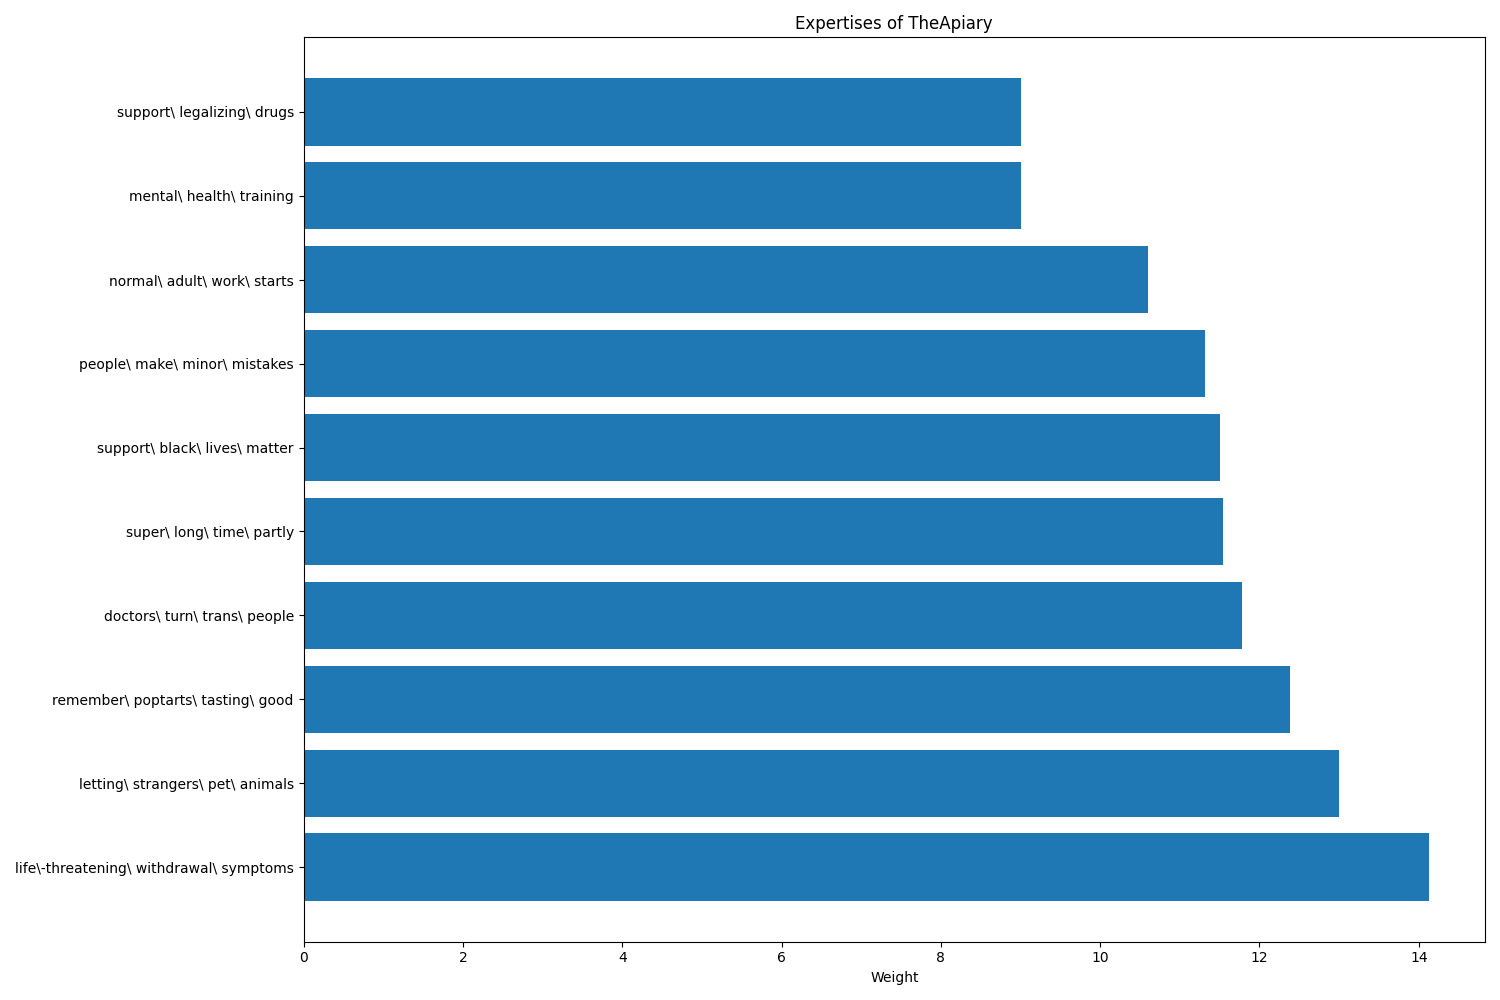 Expertises of TheApiary
support\ legalizing\ drugs
mental\ health\ training
normal\ adult\ work\ starts
people\ make\ minor\ mistakes
support\ black\ lives\ matter
super\ long\ time\ partly
doctors\ turn\ trans\ people
remember\ poptarts\ tasting\ good
letting\ strangers\ pet\ animals
life\-threatening\ withdrawal\ symptoms
0 2 4 6 8 10 12 14
Weight